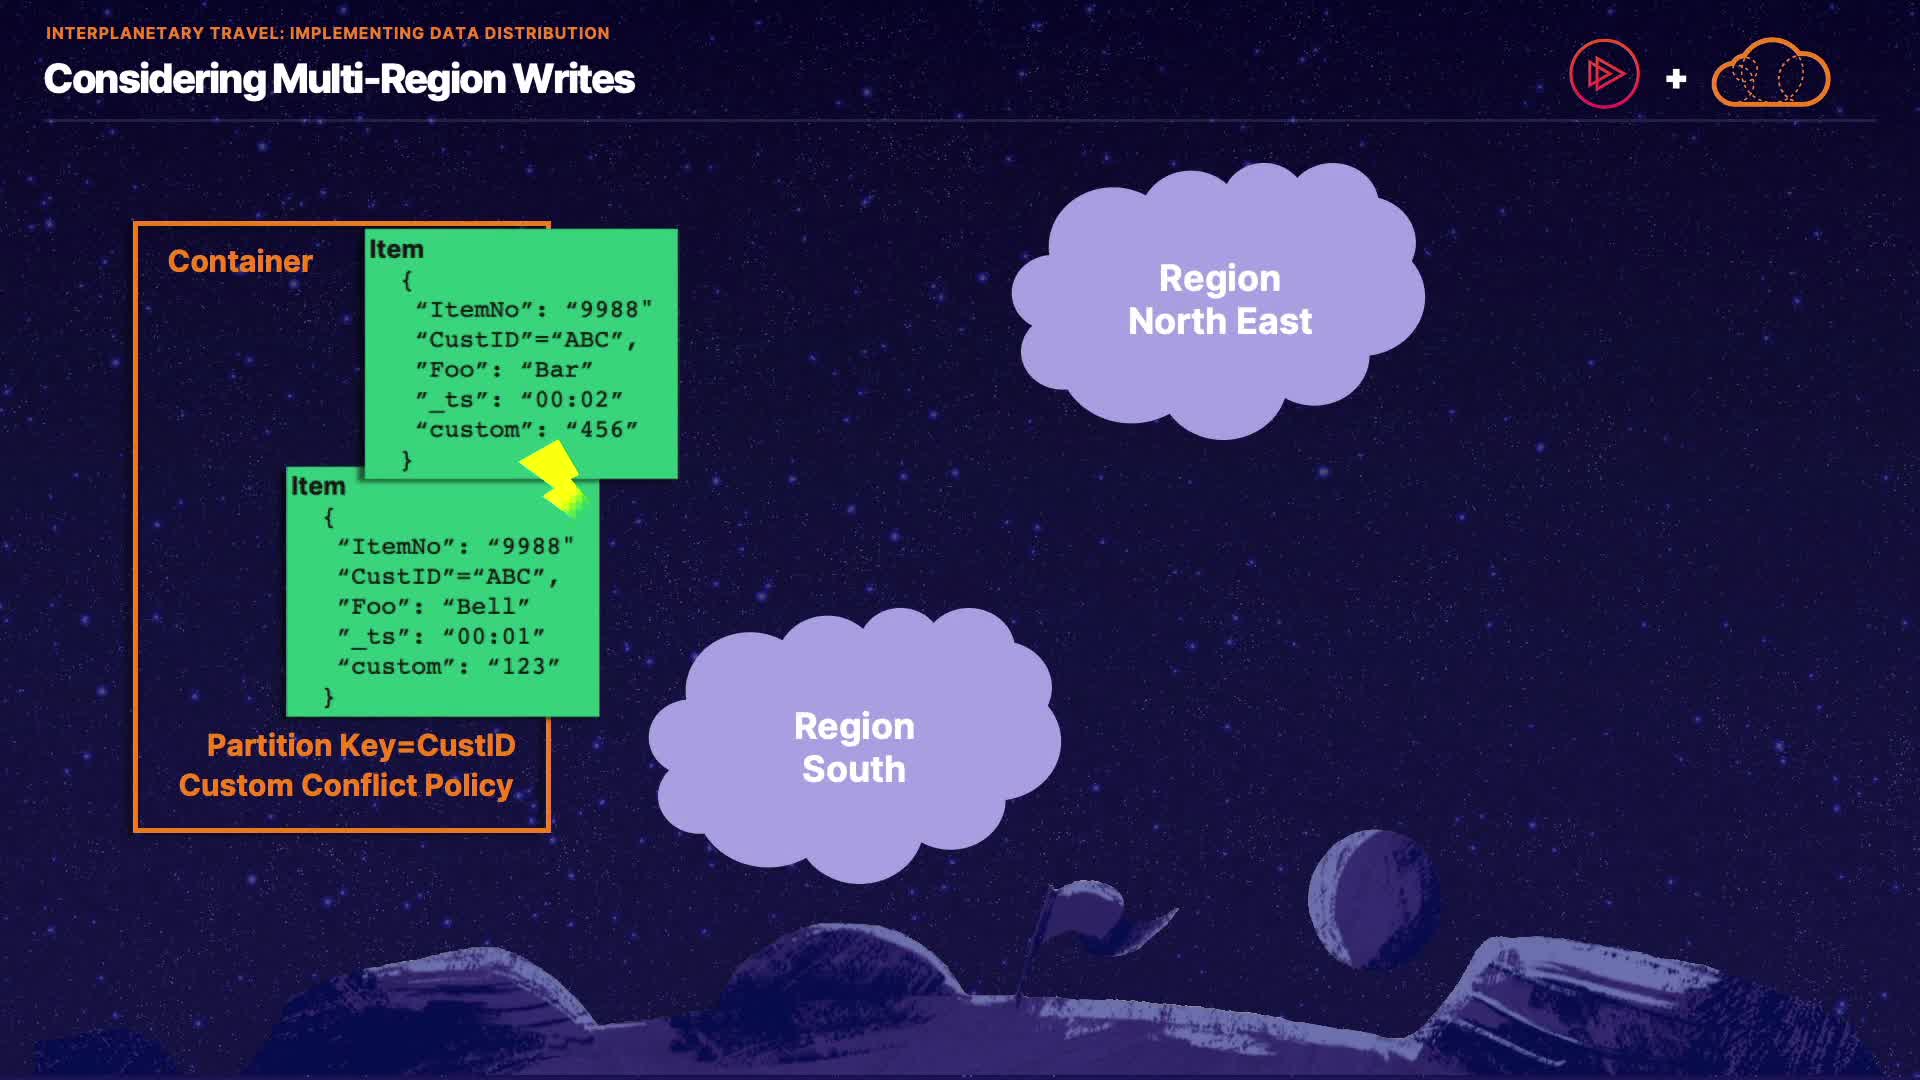 INTERPLANETARY TRAVEL: IMPLEMENTING DATA DISTRIBUTION
Considering Multi-Region Writes
Container
Item
{
“ItemNo”: “9988"
“CustID”=“ABC”,
”Foo”: “Bar”
”_ts”: “00:02”
“custom”: “456”
}
Item
{
“ItemNo”: “9988"
“CustID”=“ABC”,
”Foo”: “Bell”
”_ts”: “00:01”
“custom”: “123”
}
Partition Key=CustID
Custom Conflict Policy
Region
North East
Region
South
+